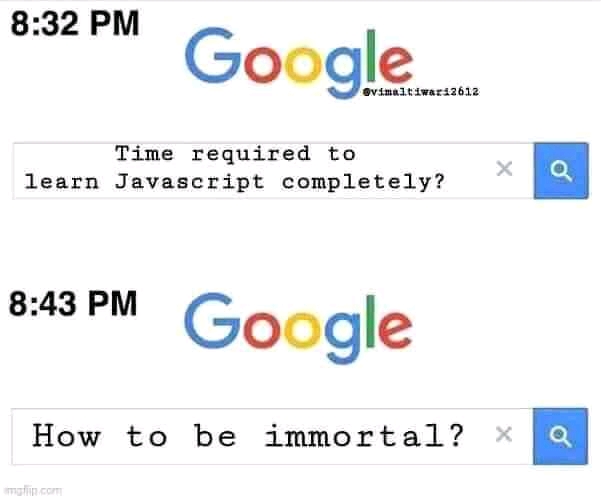 8:32 PM
Google
@vimaltiwari2612
Time required to
learn Javascript completely?
8:43 PM
Google
How to be immortal?
imgflip.com